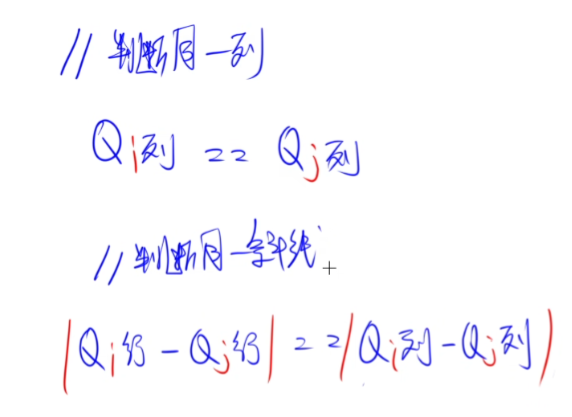 // 判断同一列
Qi列 == Qj列
// 判断同一斜线
|Qi行 - Qj行| == |Qi列 - Qj列|